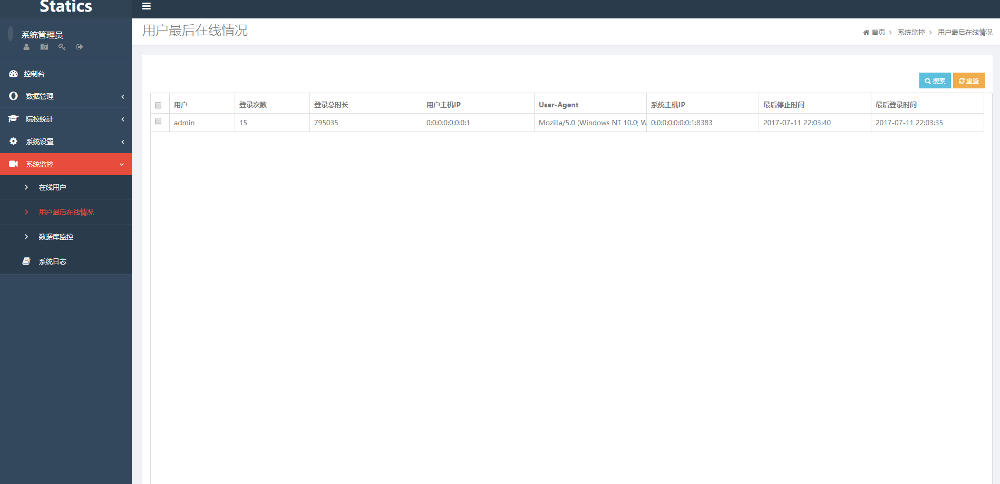 Statics
系统管理员
控制台
数据管理
院校统计
系统设置
系统监控
在线用户
用户最后在线情况
数据库监控
系统日志
用户最后在线情况
首页 系统监控 用户最后在线情况
搜索 重置
用户 登录次数 登录总时长 用户主机IP User-Agent 系统主机IP 最后停止时间 最后登录时间
admin 15 795035 0:0:0:0:0:0:0:1 Mozilla/5.0 (Windows NT 10.0; W 0:0:0:0:0:0:0:1:8383 2017-07-11 22:03:40 2017-07-11 22:03:35